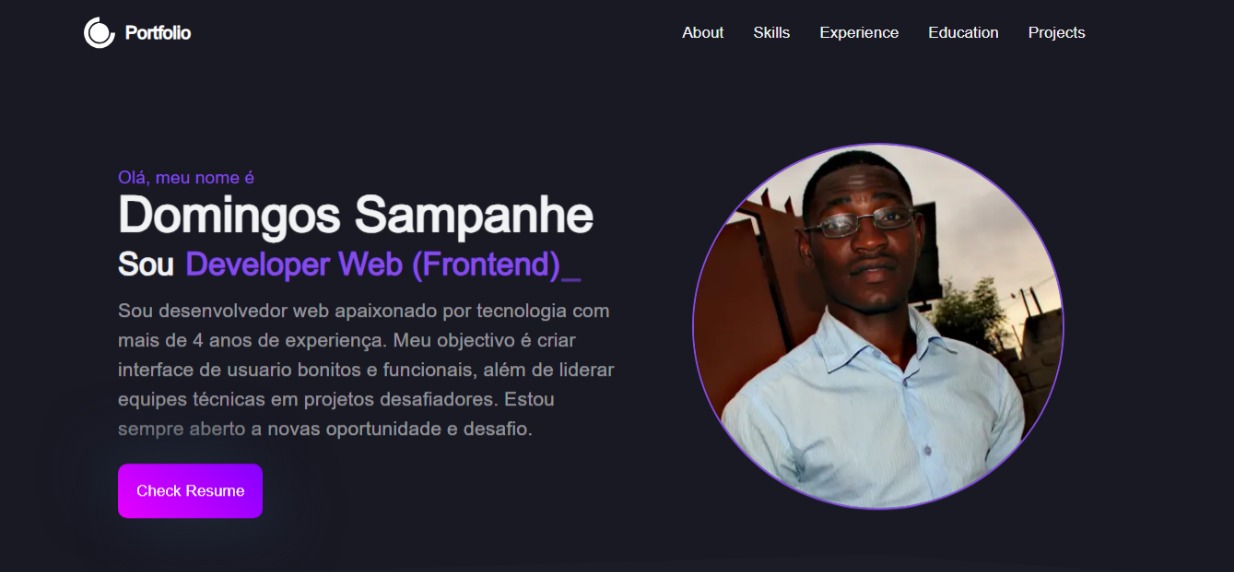 Portfolio
About Skills Experience Education Projects
Olá, meu nome é
Domingos Sampanhe
Sou Developer Web (Frontend)_
Sou desenvolvedor web apaixonado por tecnologia com
mais de 4 anos de experiença. Meu objectivo é criar
interface de usuario bonitos e funcionais, além de liderar
equipes técnicas em projetos desafiadores. Estou
sempre aberto a novas oportunidade e desafio.
Check Resume